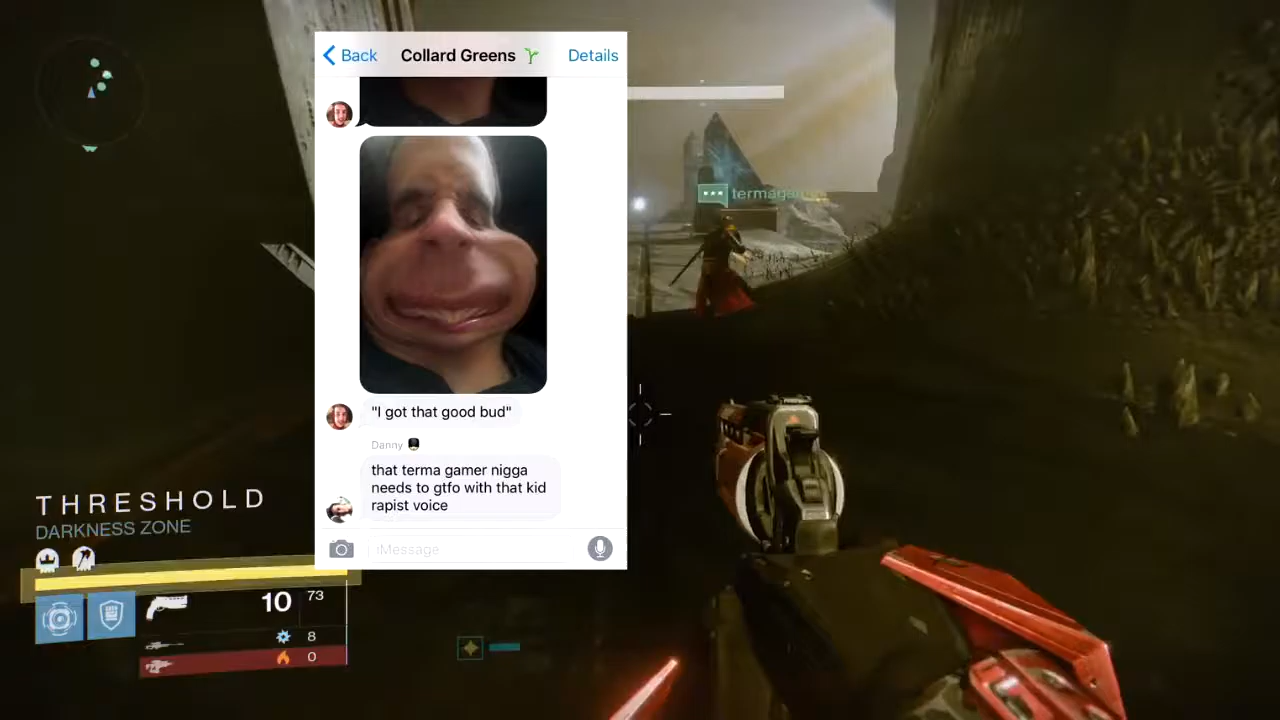 Back Collard Greens Details
termaga
"I got that good bud"
Danny
that terma gamer nigga
needs to gtfo with that kid
rapist voice
iMessage
THRESHOLD
DARKNESS ZONE
10 73
8
0